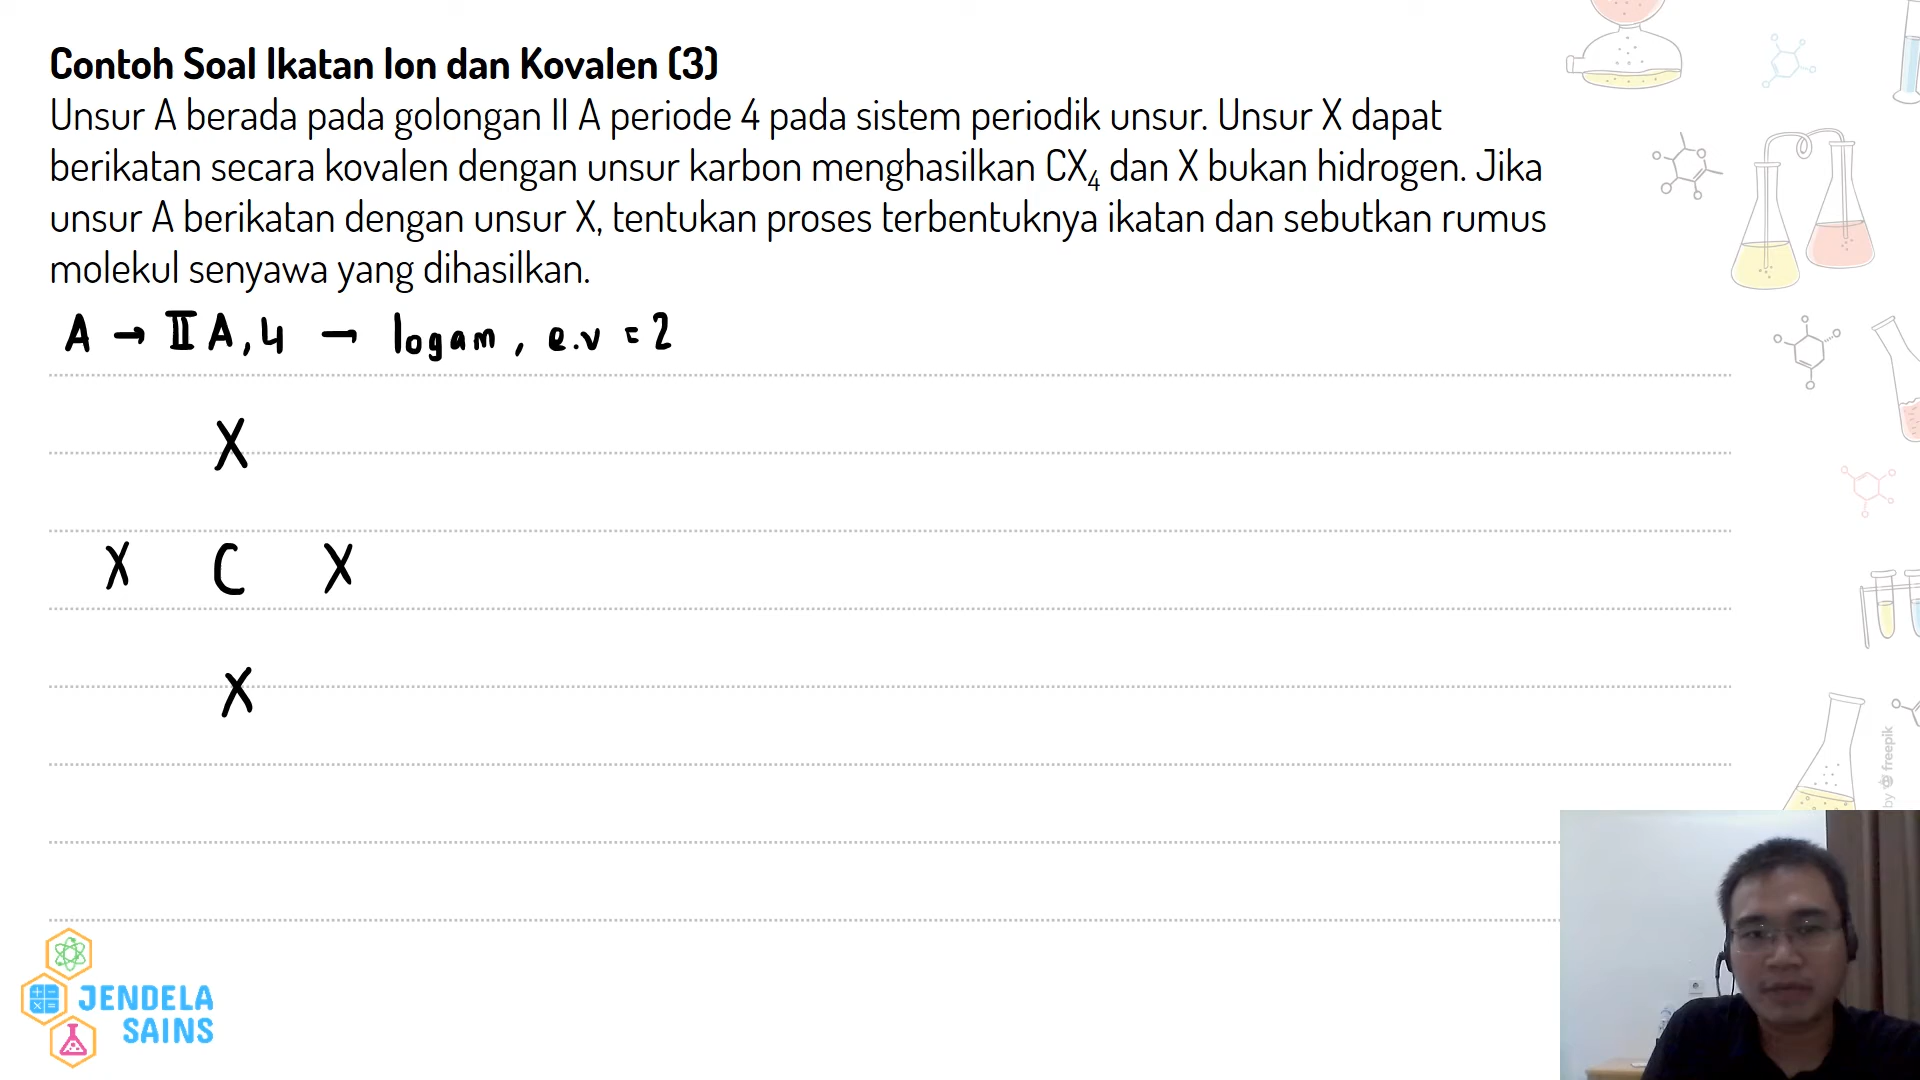 Contoh Soal Ikatan Ion dan Kovalen (3)
Unsur A berada pada golongan II A periode 4 pada sistem periodik unsur. Unsur X dapat
berikatan secara kovalen dengan unsur karbon menghasilkan CX₄ dan X bukan hidrogen. Jika
unsur A berikatan dengan unsur X, tentukan proses terbentuknya ikatan dan sebutkan rumus
molekul senyawa yang dihasilkan.
A → II A, 4 → logam, e.v = 2
X
X C X
X
by freepik
JENDELA
SAINS